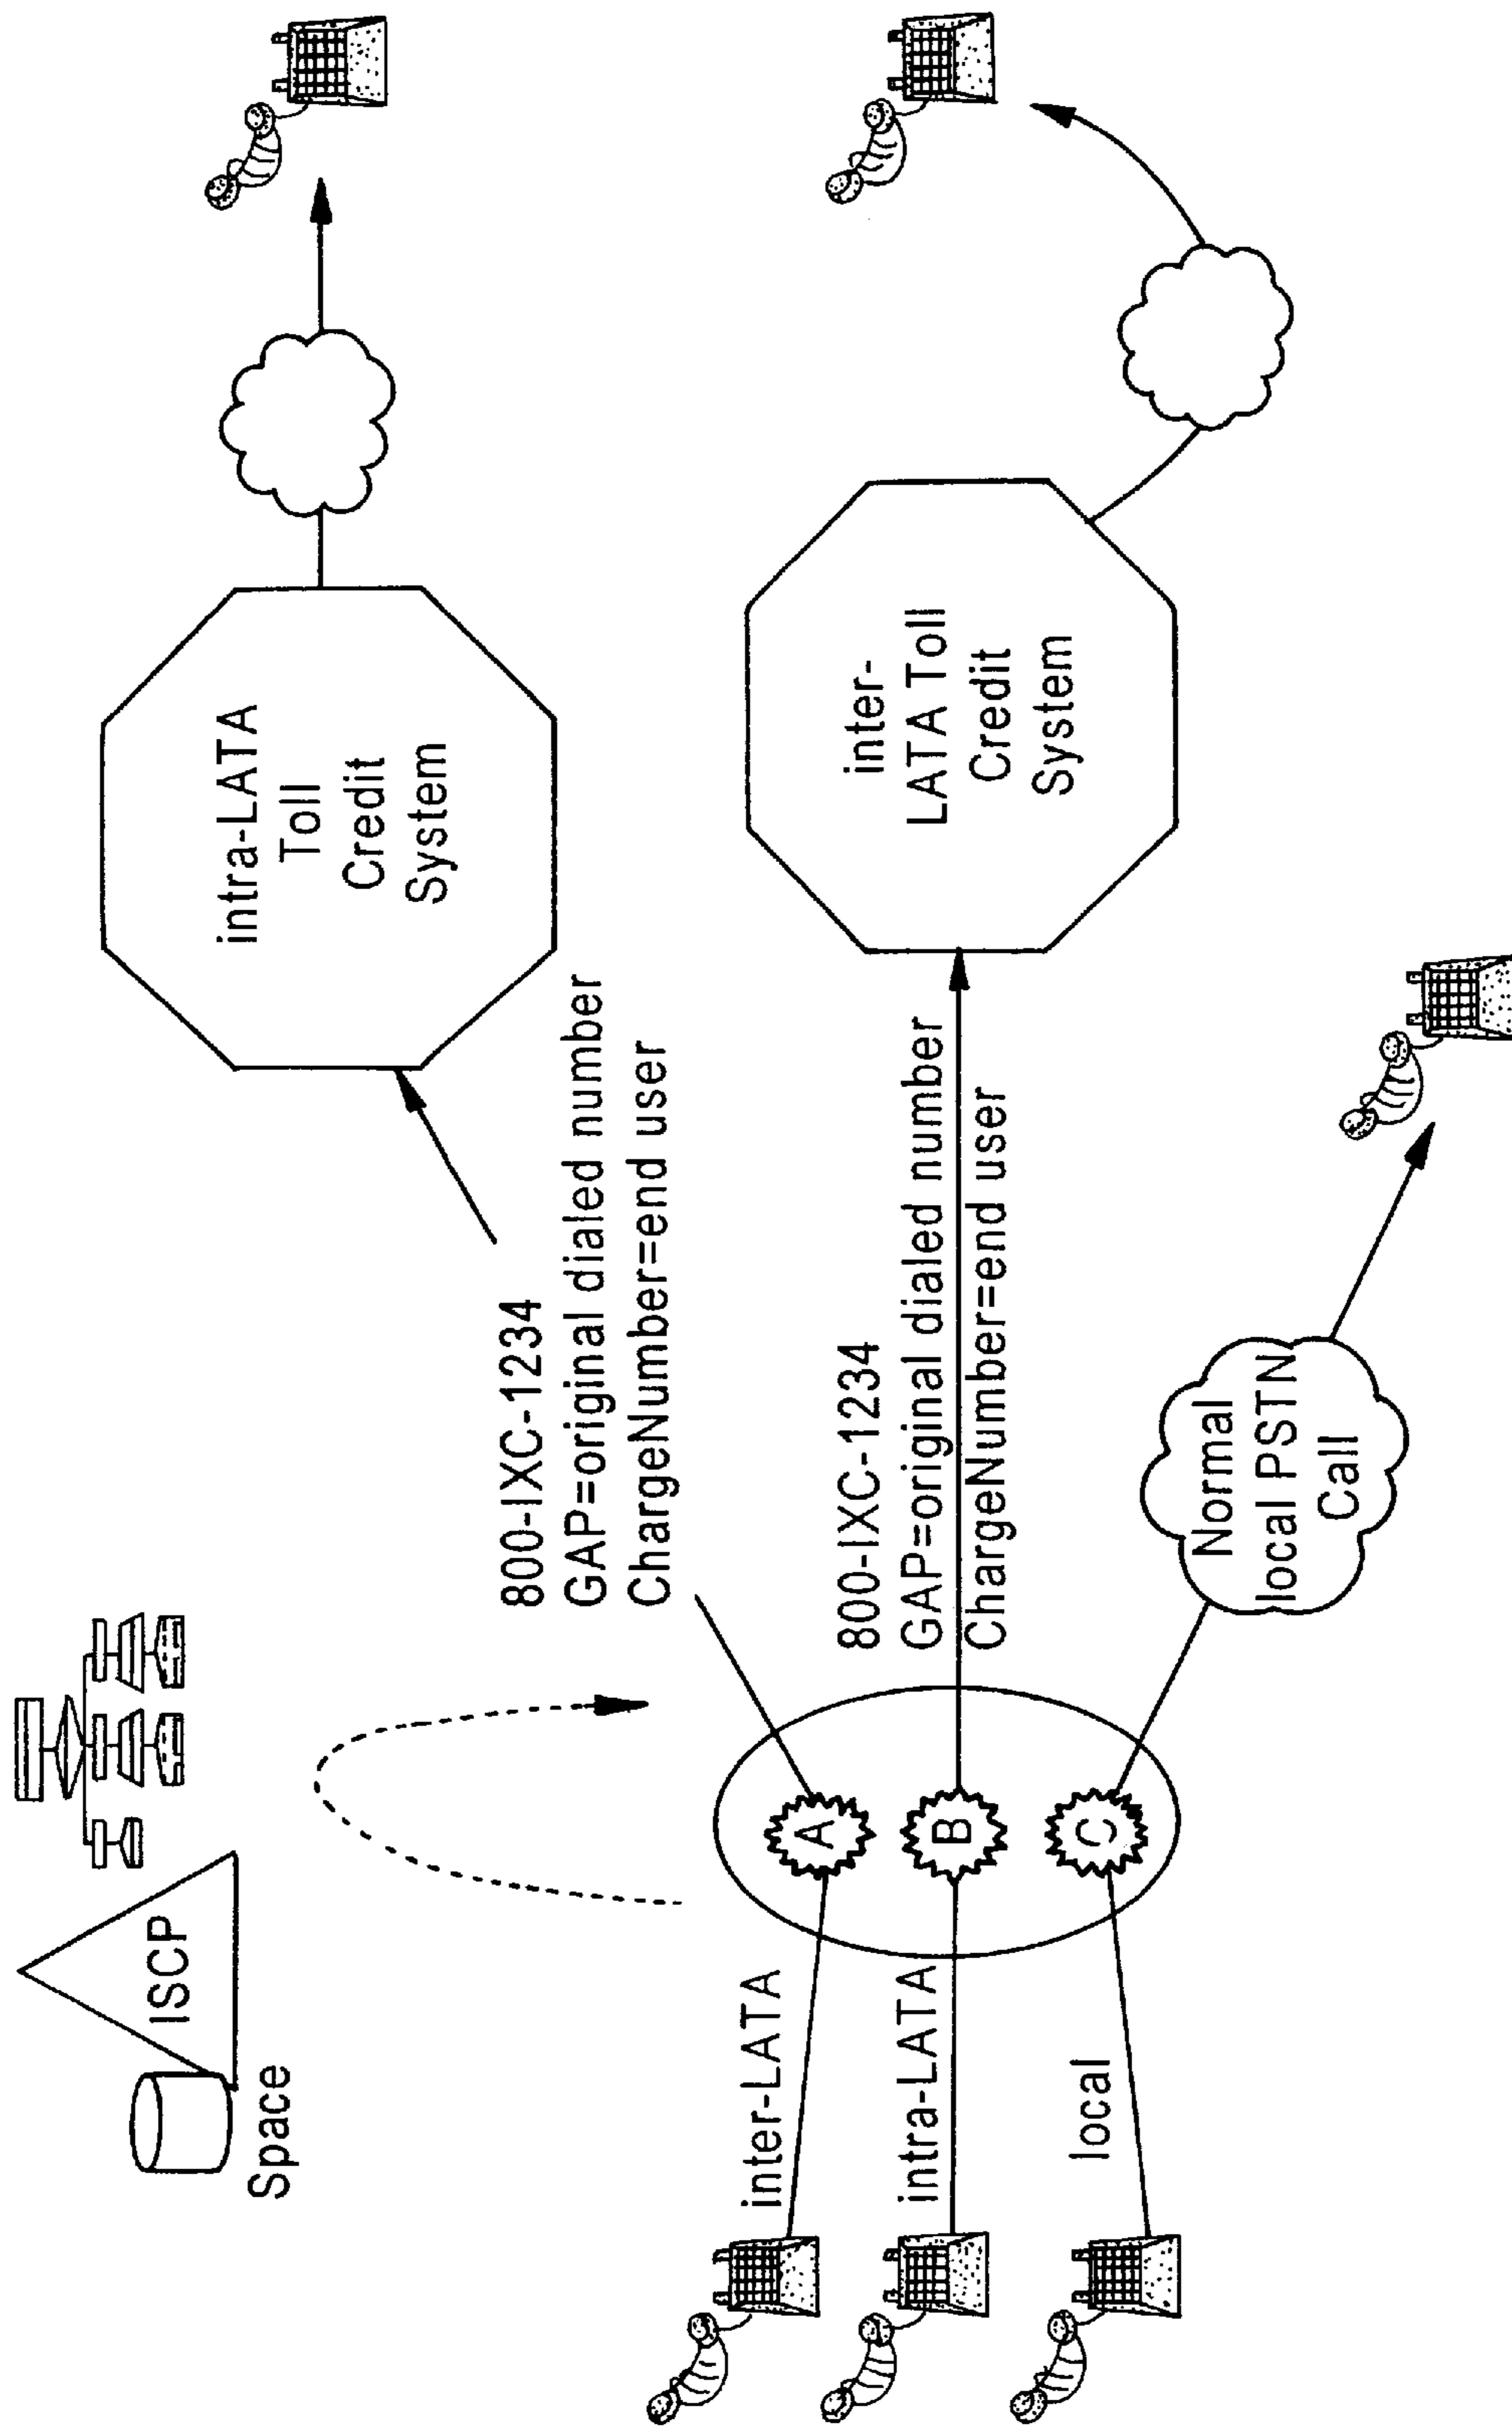 ISCP
Space
intra-LATA
Toll
Credit
System
800-IXC-1234
GAP=original dialed number
ChargeNumber=end user
inter-LATA
A
intra-LATA
B
local
C
800-IXC-1234
GAP=original dialed number
ChargeNumber=end user
inter-
LATA Toll
Credit
System
Normal
local PSTN
Call